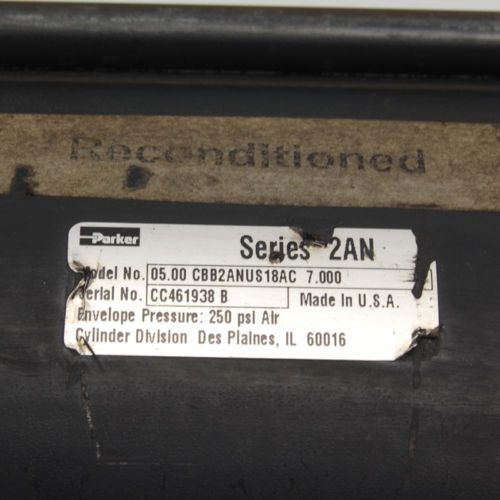 Reconditioned
Parker
Series 2AN
Model No. 05.00 CBB2ANUS18AC 7.000
Serial No. CC461938 B Made In U.S.A.
Envelope Pressure: 250 psi Air
Cylinder Division Des Plaines, IL 60016